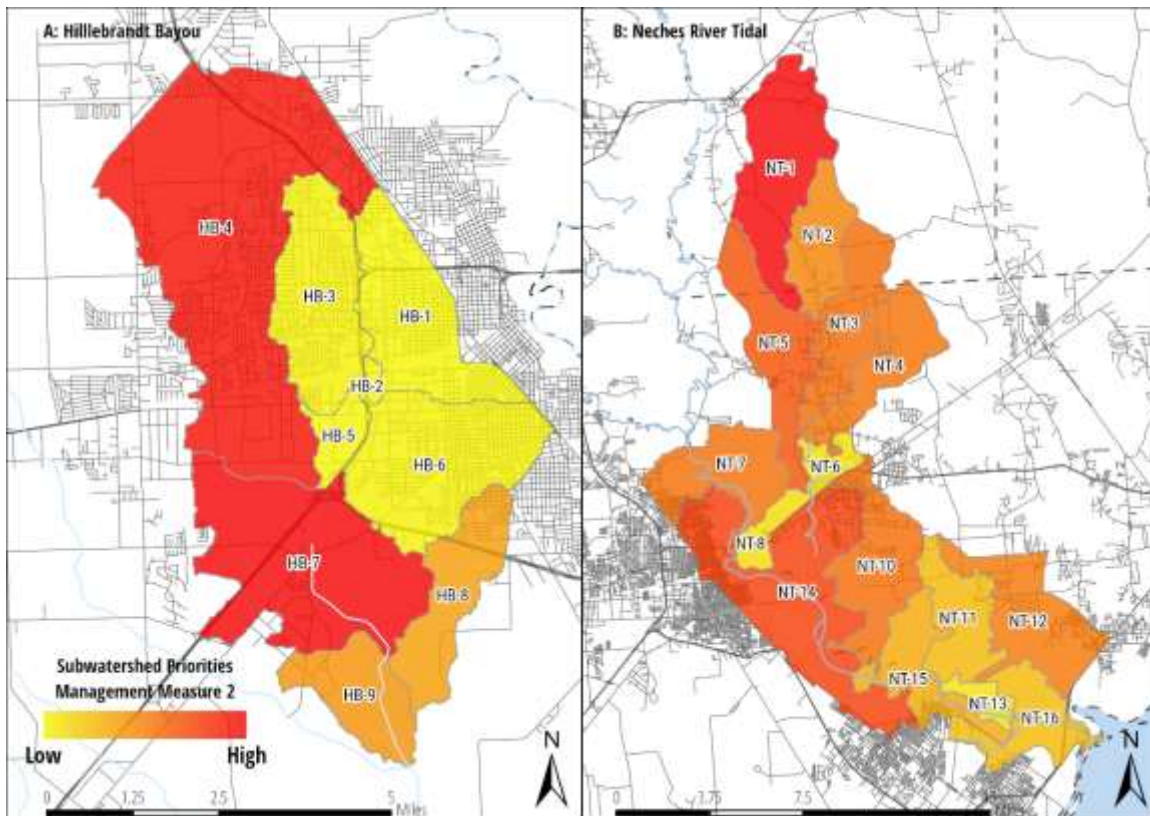 A: Hilllebrandt Bayou
HB-4
HB-3
HB-1
HB-2
HB-5
HB-6
HB-7
HB-8
HB-9
Subwatershed Priorities
Management Measure 2
Low High
N
0 1.25 2.5 5
Miles
B: Neches River Tidal
NT-1
NT-2
NT-3
NT-5
NT-4
NT-7
NT-6
NT-8
NT-10
NT-14
NT-11
NT-12
NT-15
NT-13
NT-16
N
0 3.75 7.5